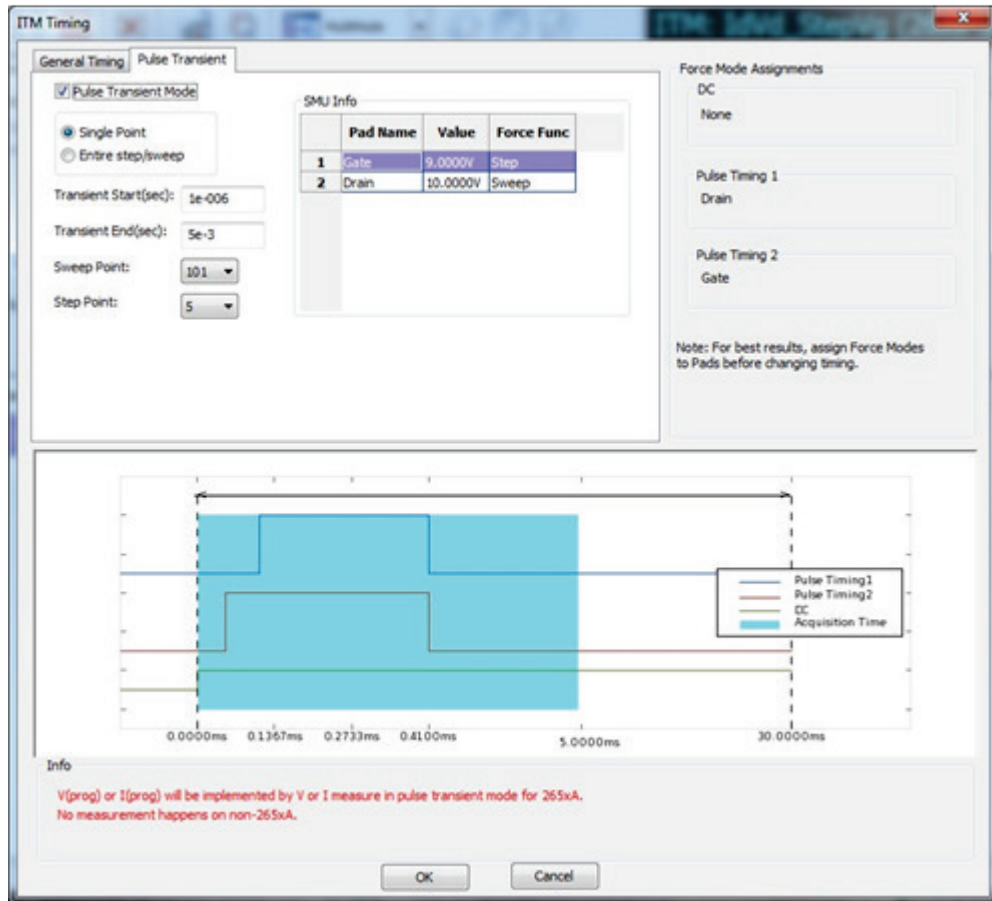 ITM Timing
General Timing
Pulse Transient
Pulse Transient Mode
Single Point
Entire step/sweep
Transient Start(sec):
1e-006
Transient End(sec):
5e-3
Sweep Point:
101
Step Point:
5
SMU Info
Pad Name Value Force Func
1 Gate 9.0000V Step
2 Drain 10.0000V Sweep
Force Mode Assignments
DC
None
Pulse Timing 1
Drain
Pulse Timing 2
Gate
Note: For best results, assign Force Modes
to Pads before changing timing.
Pulse Timing1
Pulse Timing2
DC
Acquisition Time
0.0000ms 0.1367ms 0.2733ms 0.4100ms 5.0000ms 30.0000ms
Info
V(prog) or I(prog) will be implemented by V or I measure in pulse transient mode for 265xA.
No measurement happens on non-265xA.
OK
Cancel